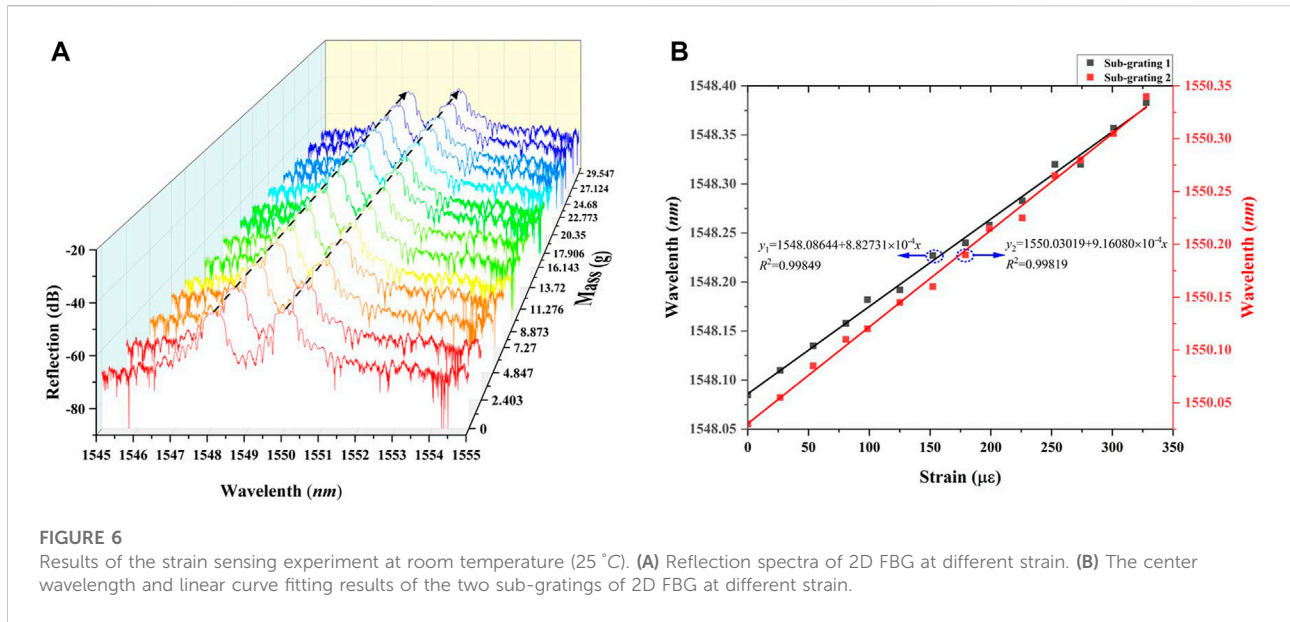 A
-20
-40
-60
-80
Reflection (dB)
1545 1546 1547 1548 1549 1550 1551 1552 1553 1554 1555
Wavelenth (nm)
29.547
27.124
24.68
22.773
20.35
17.906
16.143
13.72
11.276
8.873
7.27
4.847
2.403
0
Mass (g)
B
Sub-grating 1
Sub-grating 2
1548.40
1548.35
1548.30
1548.25
1548.20
1548.15
1548.10
1548.05
Wavelenth (nm)
1550.35
1550.30
1550.25
1550.20
1550.15
1550.10
1550.05
Wavelenth (nm)
y₁=1548.08644+8.82731×10⁻⁴x
R²=0.99849
y₂=1550.03019+9.16080×10⁻⁴x
R²=0.99819
0 50 100 150 200 250 300 350
Strain (με)
FIGURE 6
Results of the strain sensing experiment at room temperature (25 °C). (A) Reflection spectra of 2D FBG at different strain. (B) The center
wavelength and linear curve fitting results of the two sub-gratings of 2D FBG at different strain.